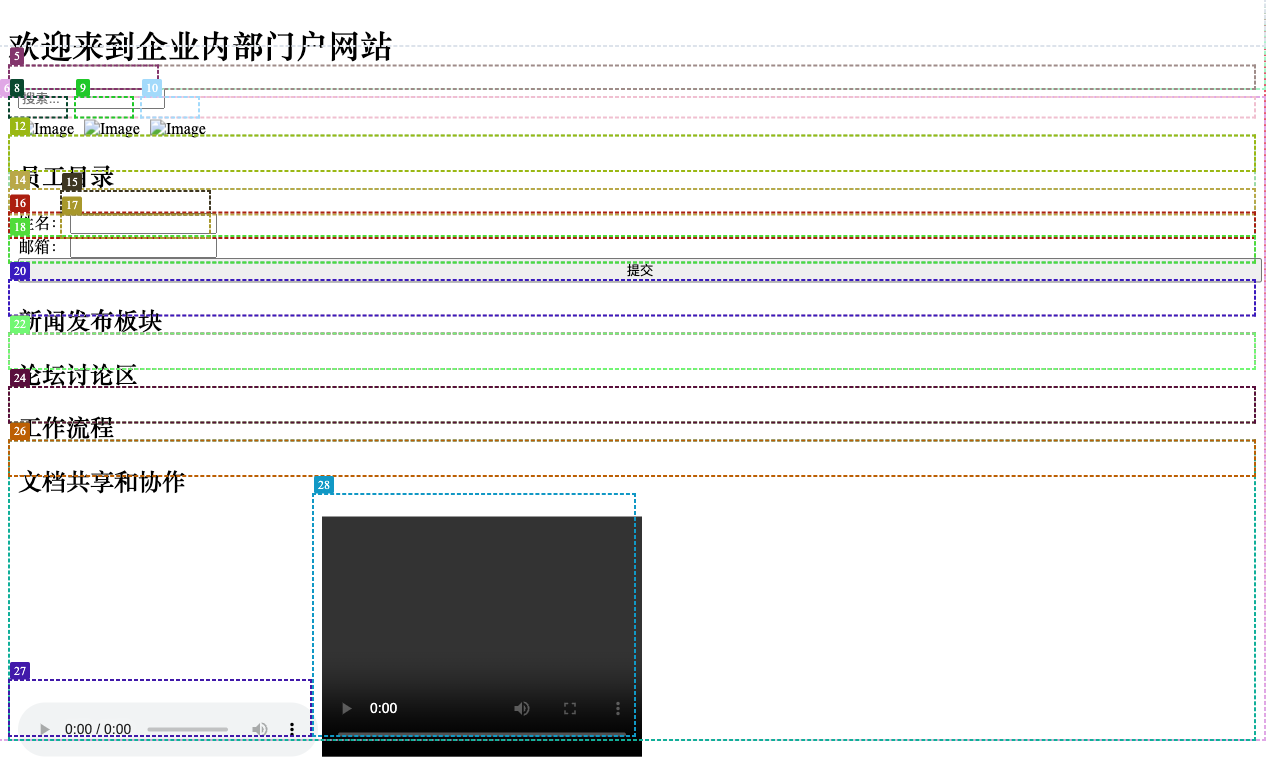 欢迎来到企业内部门户网站
5
6 8 9 10
搜索...
Image Image Image
12
员工目录
14 15
16 17
姓名：
18
邮箱：
提交
20
新闻发布板块
22
论坛讨论区
24
工作流程
26
文档共享和协作
28
27
0:00 / 0:00
0:00